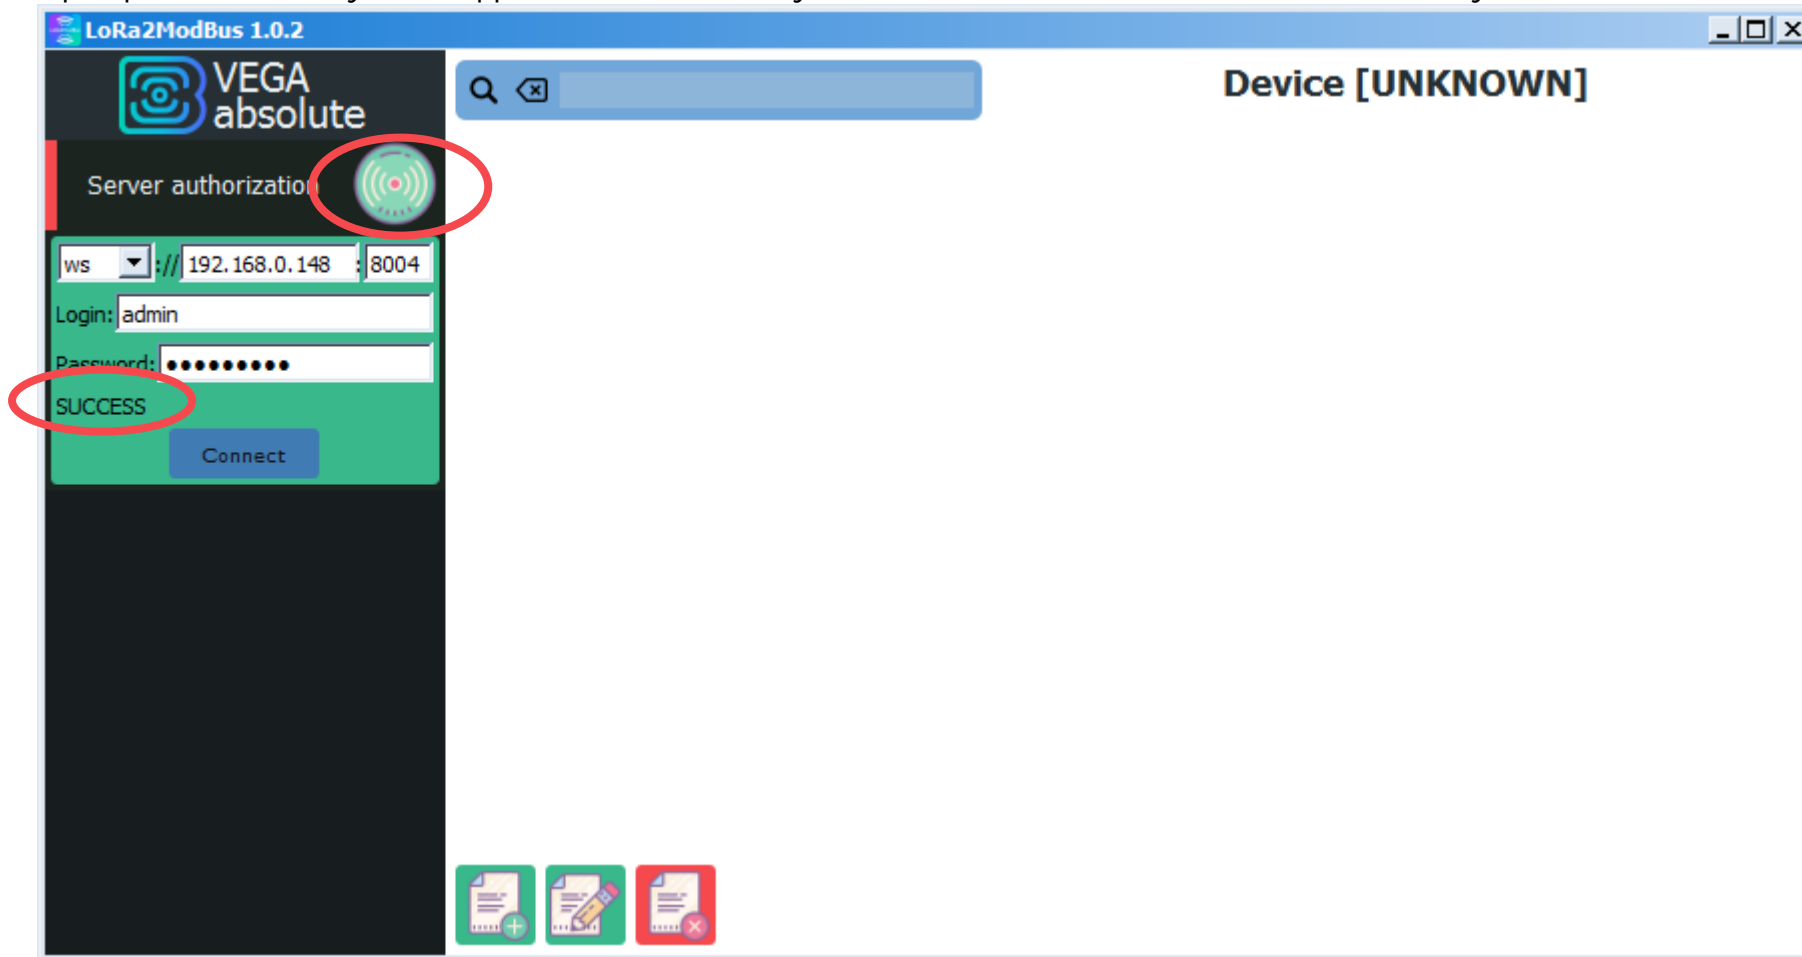 LoRa2ModBus 1.0.2
VEGA
absolute
Device [UNKNOWN]
Server authorization
ws :// 192.168.0.148 : 8004
Login: admin
Password: ●●●●●●●●●
SUCCESS
Connect